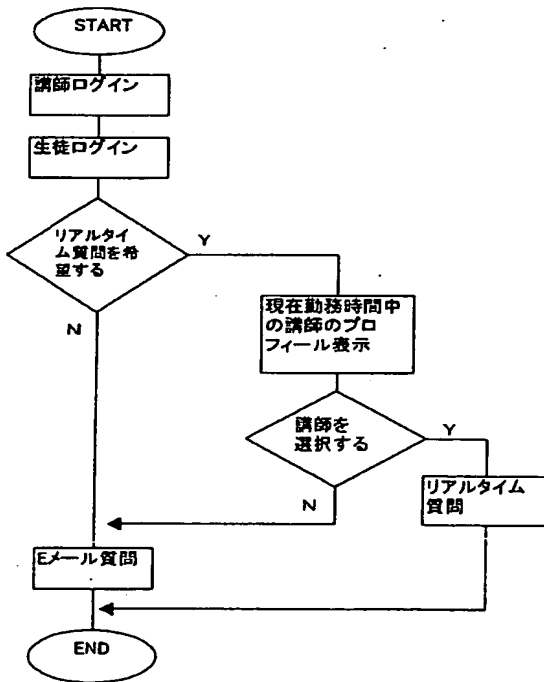 START
講師ログイン
生徒ログイン
リアルタイ
ム質問を希
望する
Y
N
現在勤務時間中
の講師のプロ
フィール表示
講師を
選択する
Y
N
リアルタイム
質問
Eメール質問
END